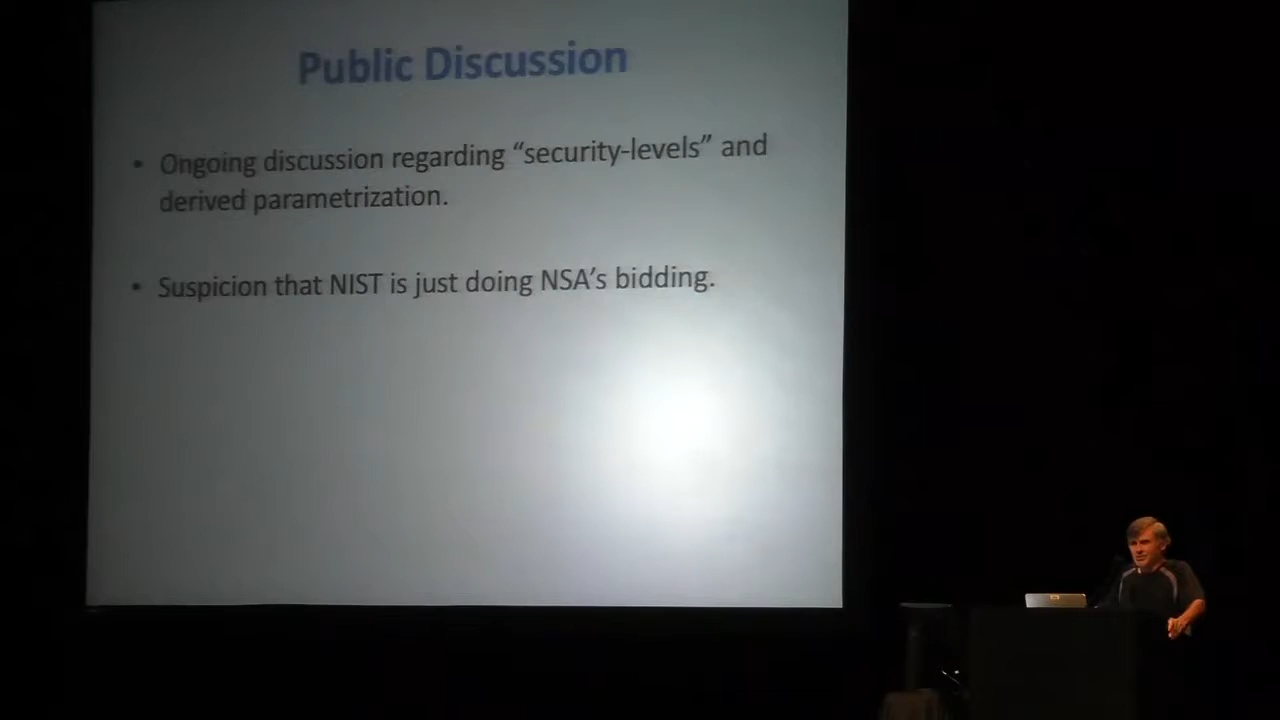 Public Discussion
• Ongoing discussion regarding “security-levels” and
derived parametrization.
• Suspicion that NIST is just doing NSA’s bidding.